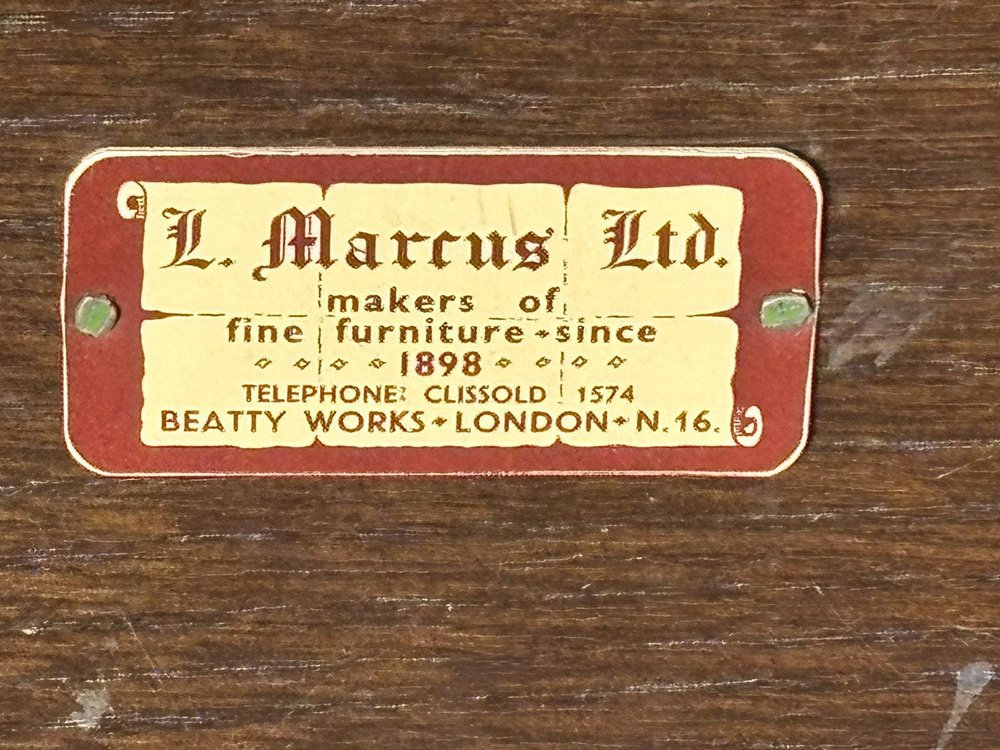 L. Marcus Ltd.
makers of
fine furniture - since
1898
TELEPHONE: CLISSOLD 1574
BEATTY WORKS • LONDON • N.16.